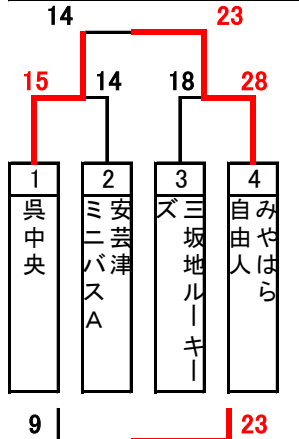 14 23
15 14 18 28
1 2 3 4
呉中央
安芸津
ミニバスA
三坂地ルーキー
ズ
みやはら
自由人
9 23